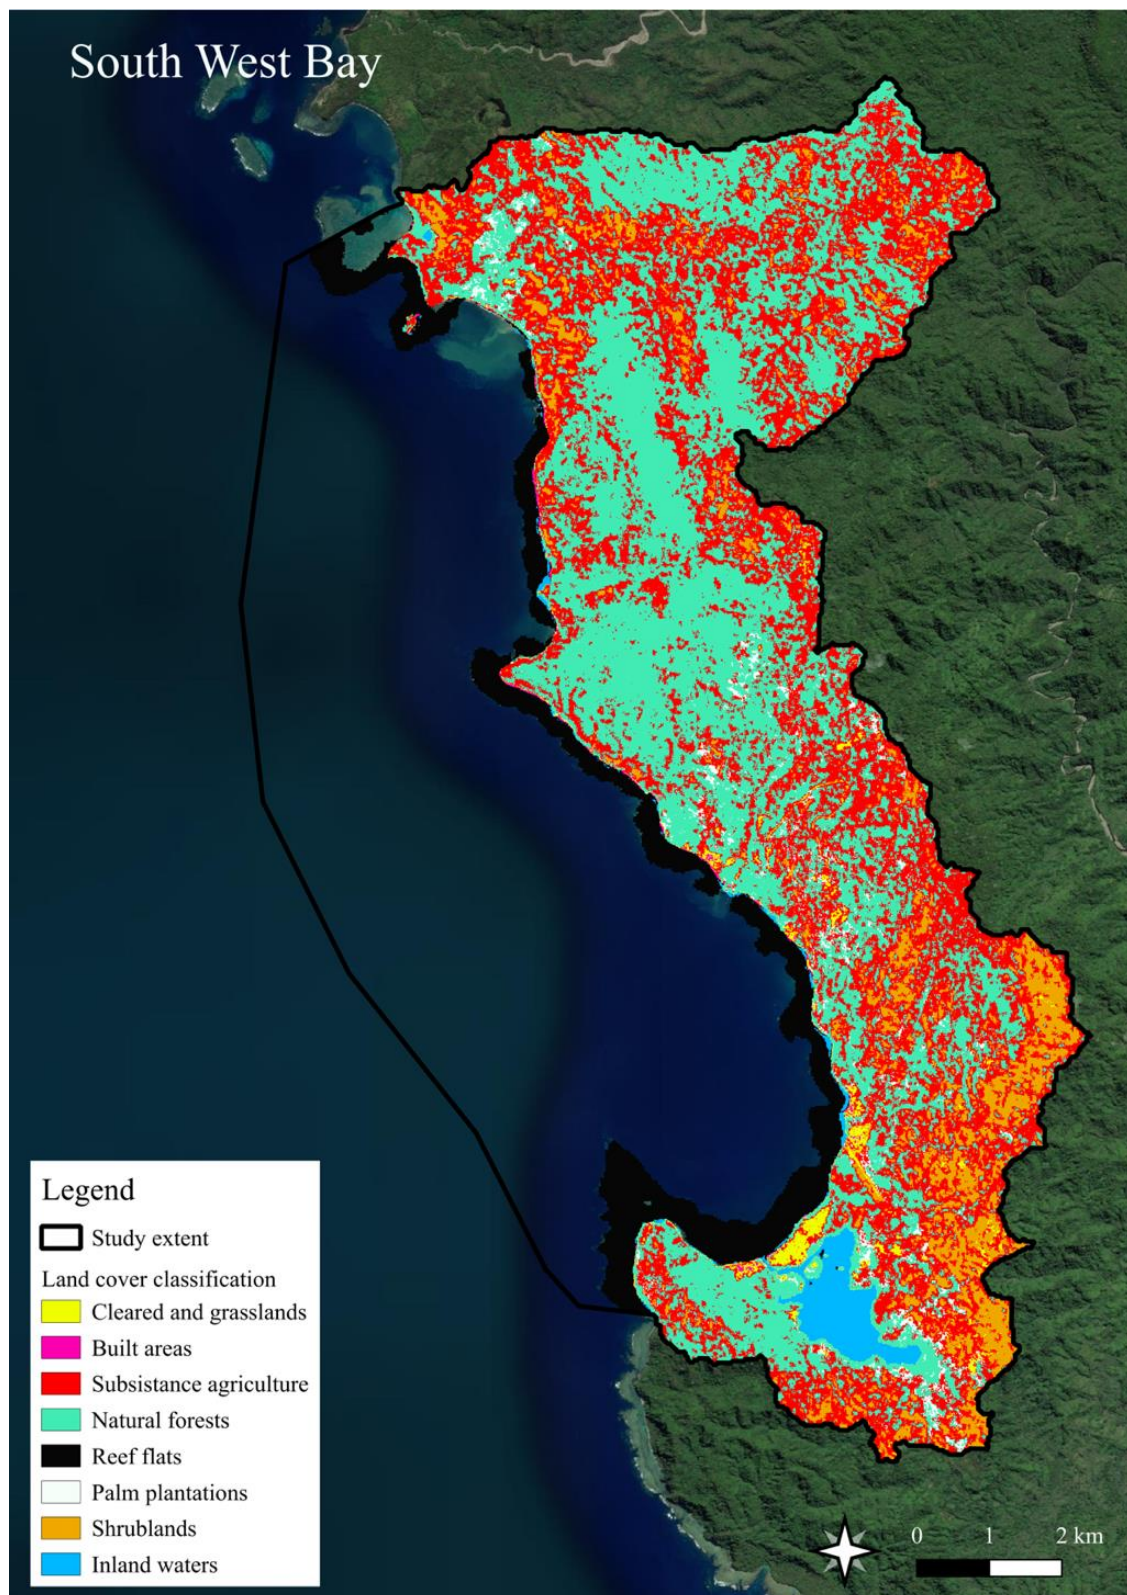 South West Bay
Legend
Study extent
Land cover classification
Cleared and grasslands
Built areas
Subsistance agriculture
Natural forests
Reef flats
Palm plantations
Shrublands
Inland waters
0 1 2 km